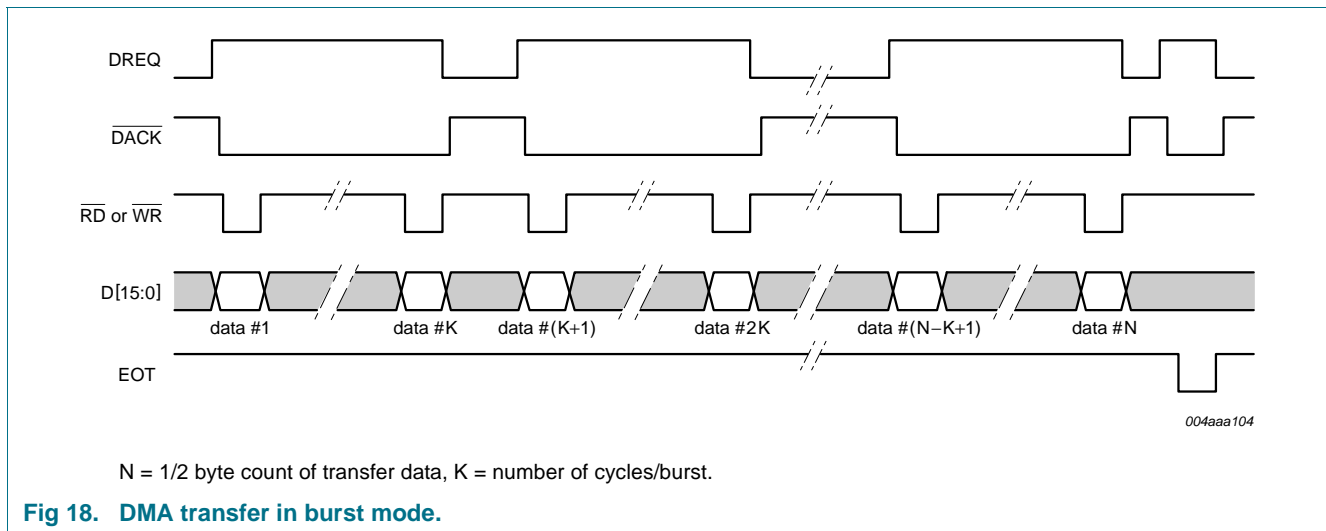 DREQ
DACK
RD or WR
D[15:0]
data #1 data #K data #(K+1) data #2K data #(N−K+1) data #N
EOT
004aaa104
N = 1/2 byte count of transfer data, K = number of cycles/burst.
Fig 18. DMA transfer in burst mode.